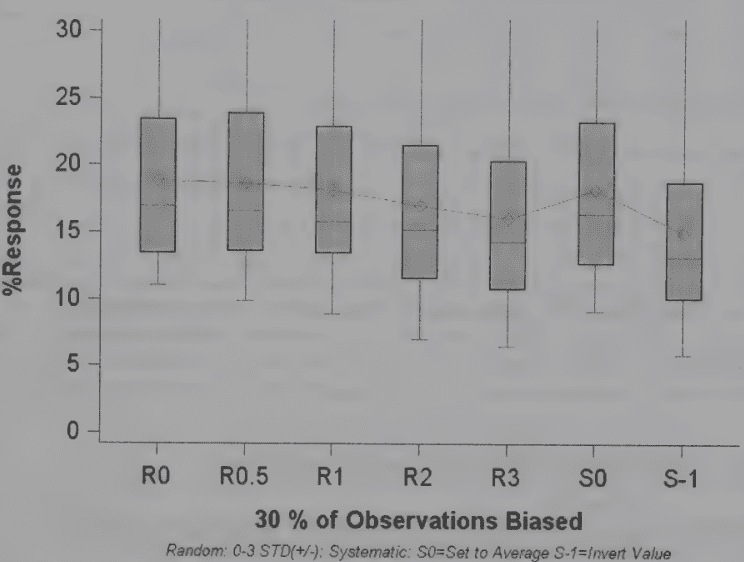 30
25
20
15
10
5
0
%Response
R0 R0.5 R1 R2 R3 S0 S-1
30 % of Observations Biased
Random: 0-3 STD(+/-): Systematic: S0=Set to Average S-1=Invert Value